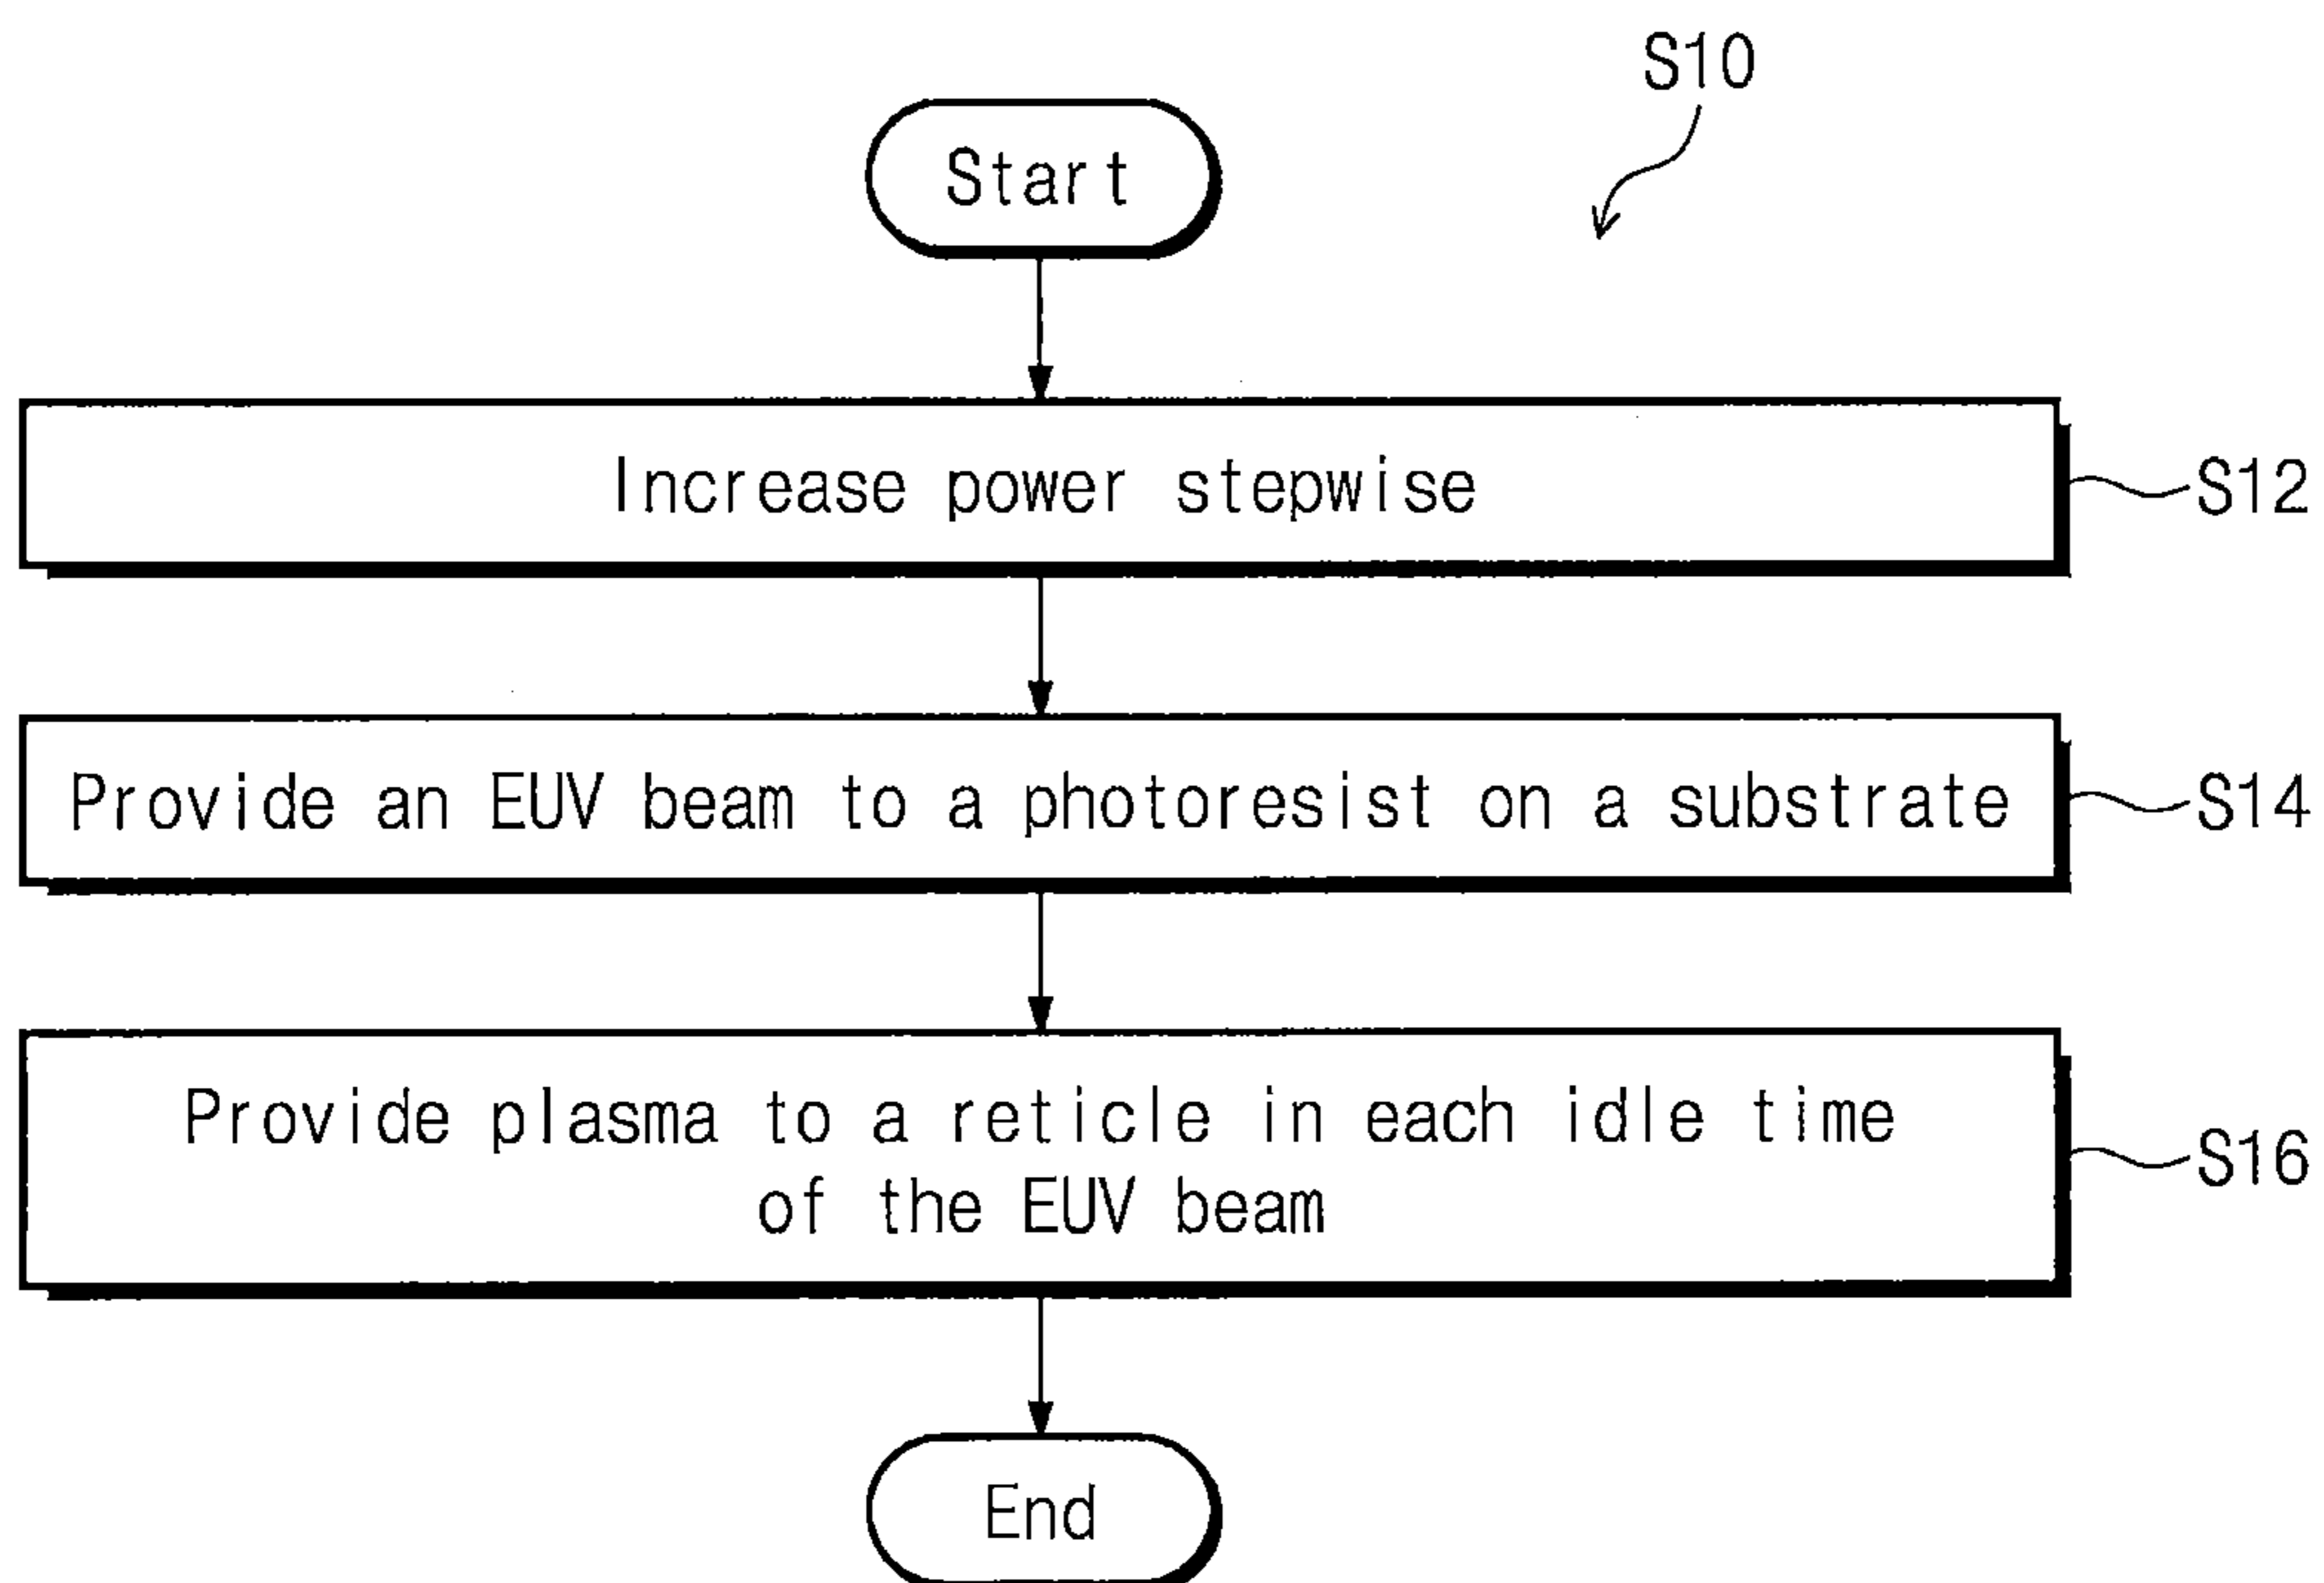 S10
Start
Increase power stepwise
S12
Provide an EUV beam to a photoresist on a substrate
S14
Provide plasma to a reticle in each idle time
of the EUV beam
S16
End